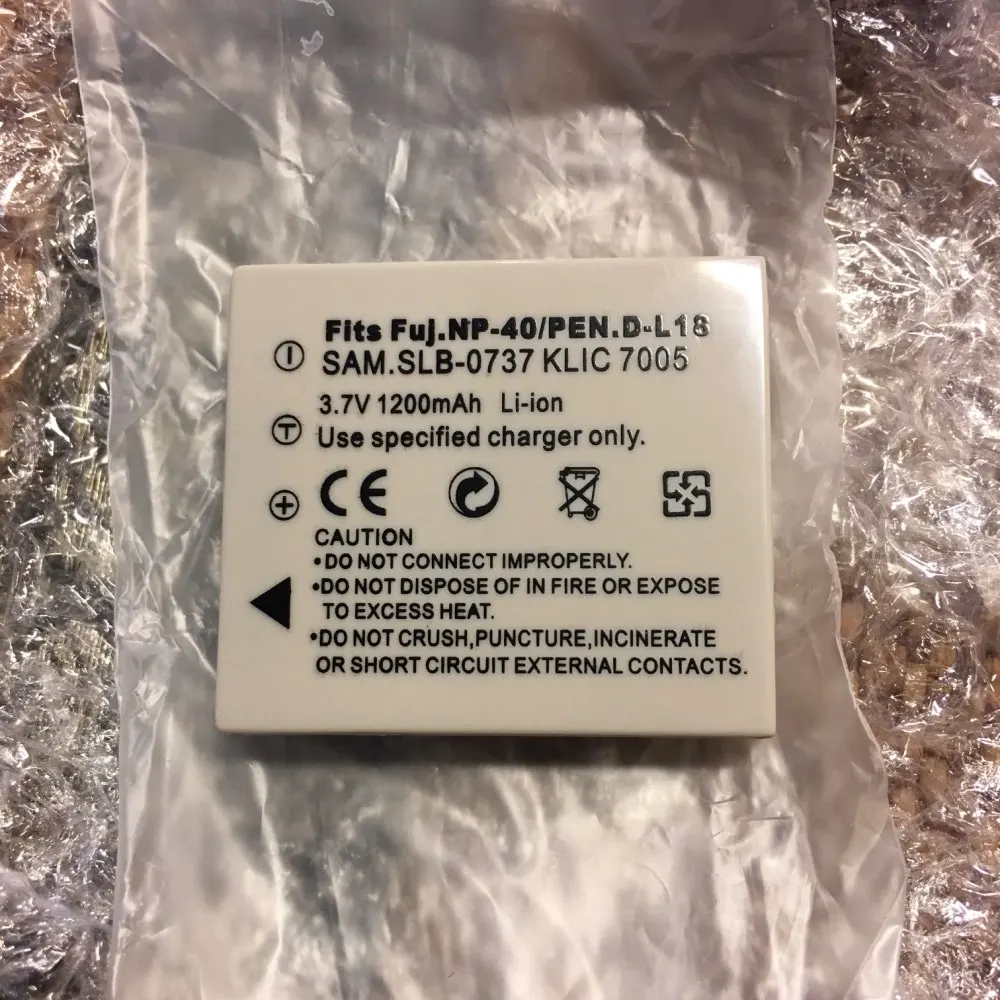 Fits Fuj.NP-40/PEN.D-L18
SAM.SLB-0737 KLIC 7005
3.7V 1200mAh Li-ion
T
Use specified charger only.
+
CE
CAUTION
•DO NOT CONNECT IMPROPERLY.
•DO NOT DISPOSE OF IN FIRE OR EXPOSE
TO EXCESS HEAT.
•DO NOT CRUSH,PUNCTURE,INCINERATE
OR SHORT CIRCUIT EXTERNAL CONTACTS.